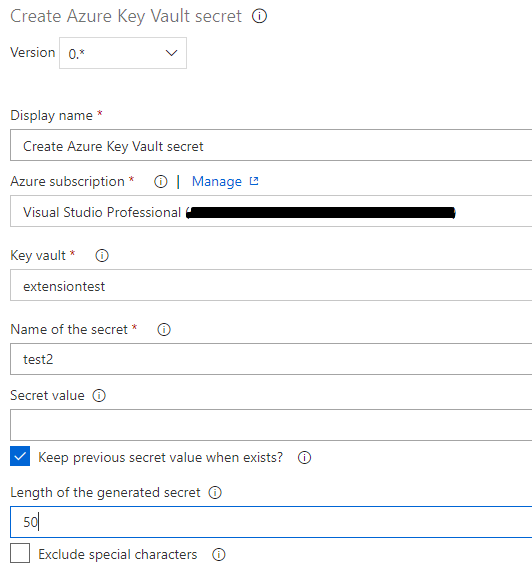 Create Azure Key Vault secret
Version 0.*
Display name *
Create Azure Key Vault secret
Azure subscription * | Manage
Visual Studio Professional (
Key vault *
extensiontest
Name of the secret *
test2
Secret value
Keep previous secret value when exists?
Length of the generated secret
50
Exclude special characters